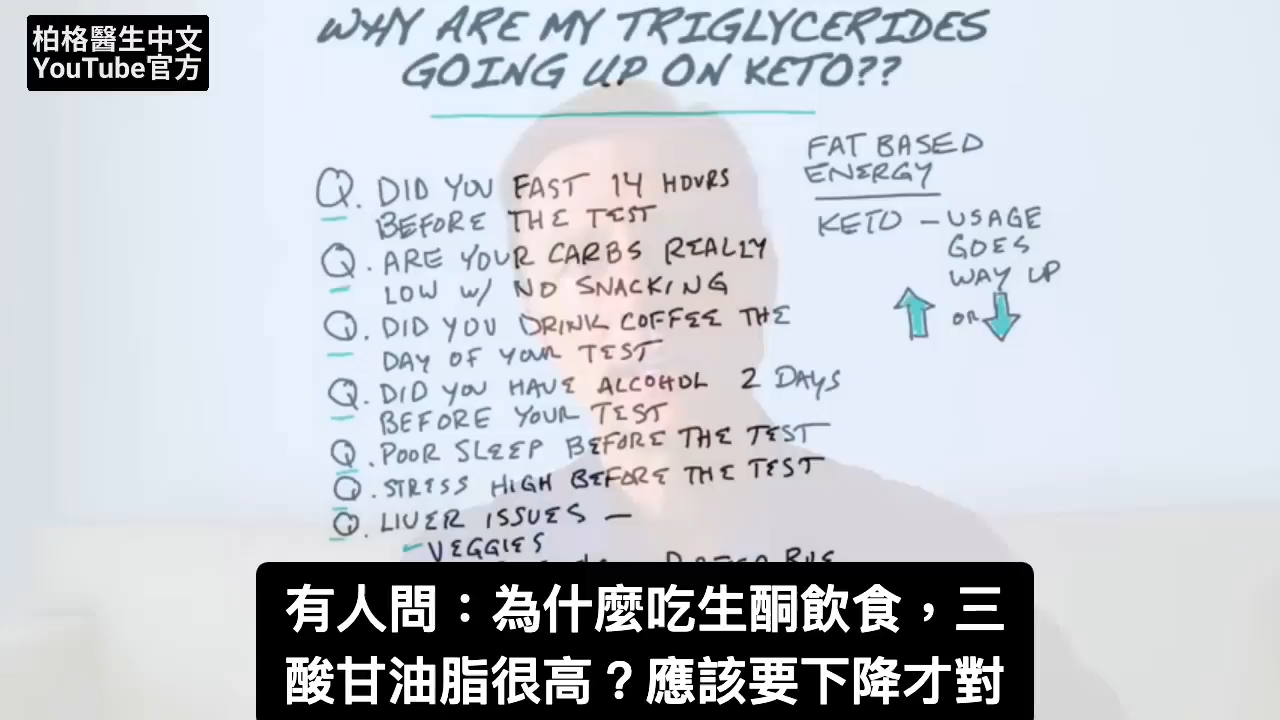 柏格醫生中文
YouTube官方
WHY ARE MY TRIGLYCERIDES
GOING UP ON KETO??
FAT BASED
ENERGY
KETO – USAGE
GOES
WAY UP
OR
Q. DID YOU FAST 14 HOURS
BEFORE THE TEST
Q. ARE YOUR CARBS REALLY
LOW W/ NO SNACKING
Q. DID YOU DRINK COFFEE THE
DAY OF YOUR TEST
Q. DID YOU HAVE ALCOHOL 2 DAYS
BEFORE YOUR TEST
Q. POOR SLEEP BEFORE THE TEST
Q. STRESS HIGH BEFORE THE TEST
Q. LIVER ISSUES –
VEGGIES
有人問：為什麼吃生酮飲食，三
酸甘油脂很高？應該要下降才對